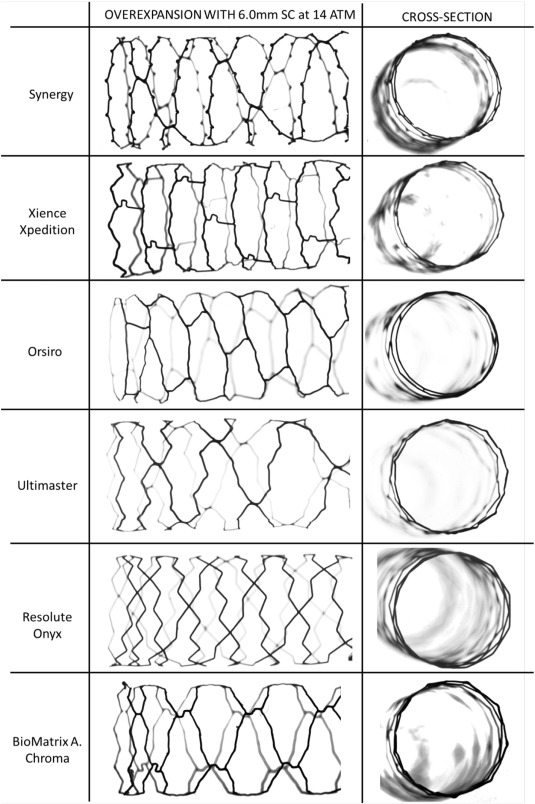 OVEREXPANSION WITH 6.0mm SC at 14 ATM
CROSS-SECTION
Synergy
Xience
Xpedition
Orsiro
Ultimaster
Resolute
Onyx
BioMatrix A.
Chroma